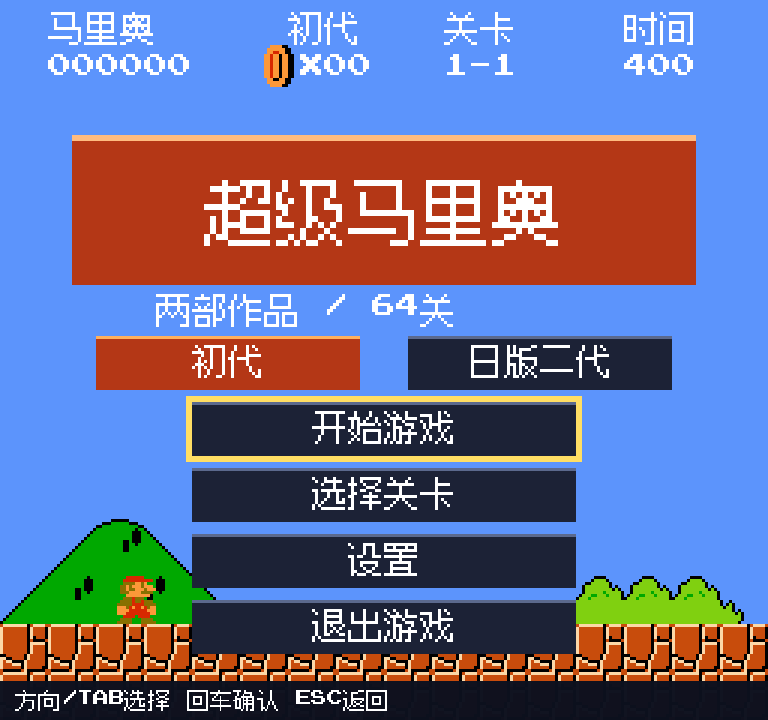 马里奥 初代 关卡 时间
000000 ×00 1-1 400
超级马里奥
两部作品 / 64关
初代 日版二代
开始游戏
选择关卡
设置
退出游戏
方向/TAB选择 回车确认 ESC返回